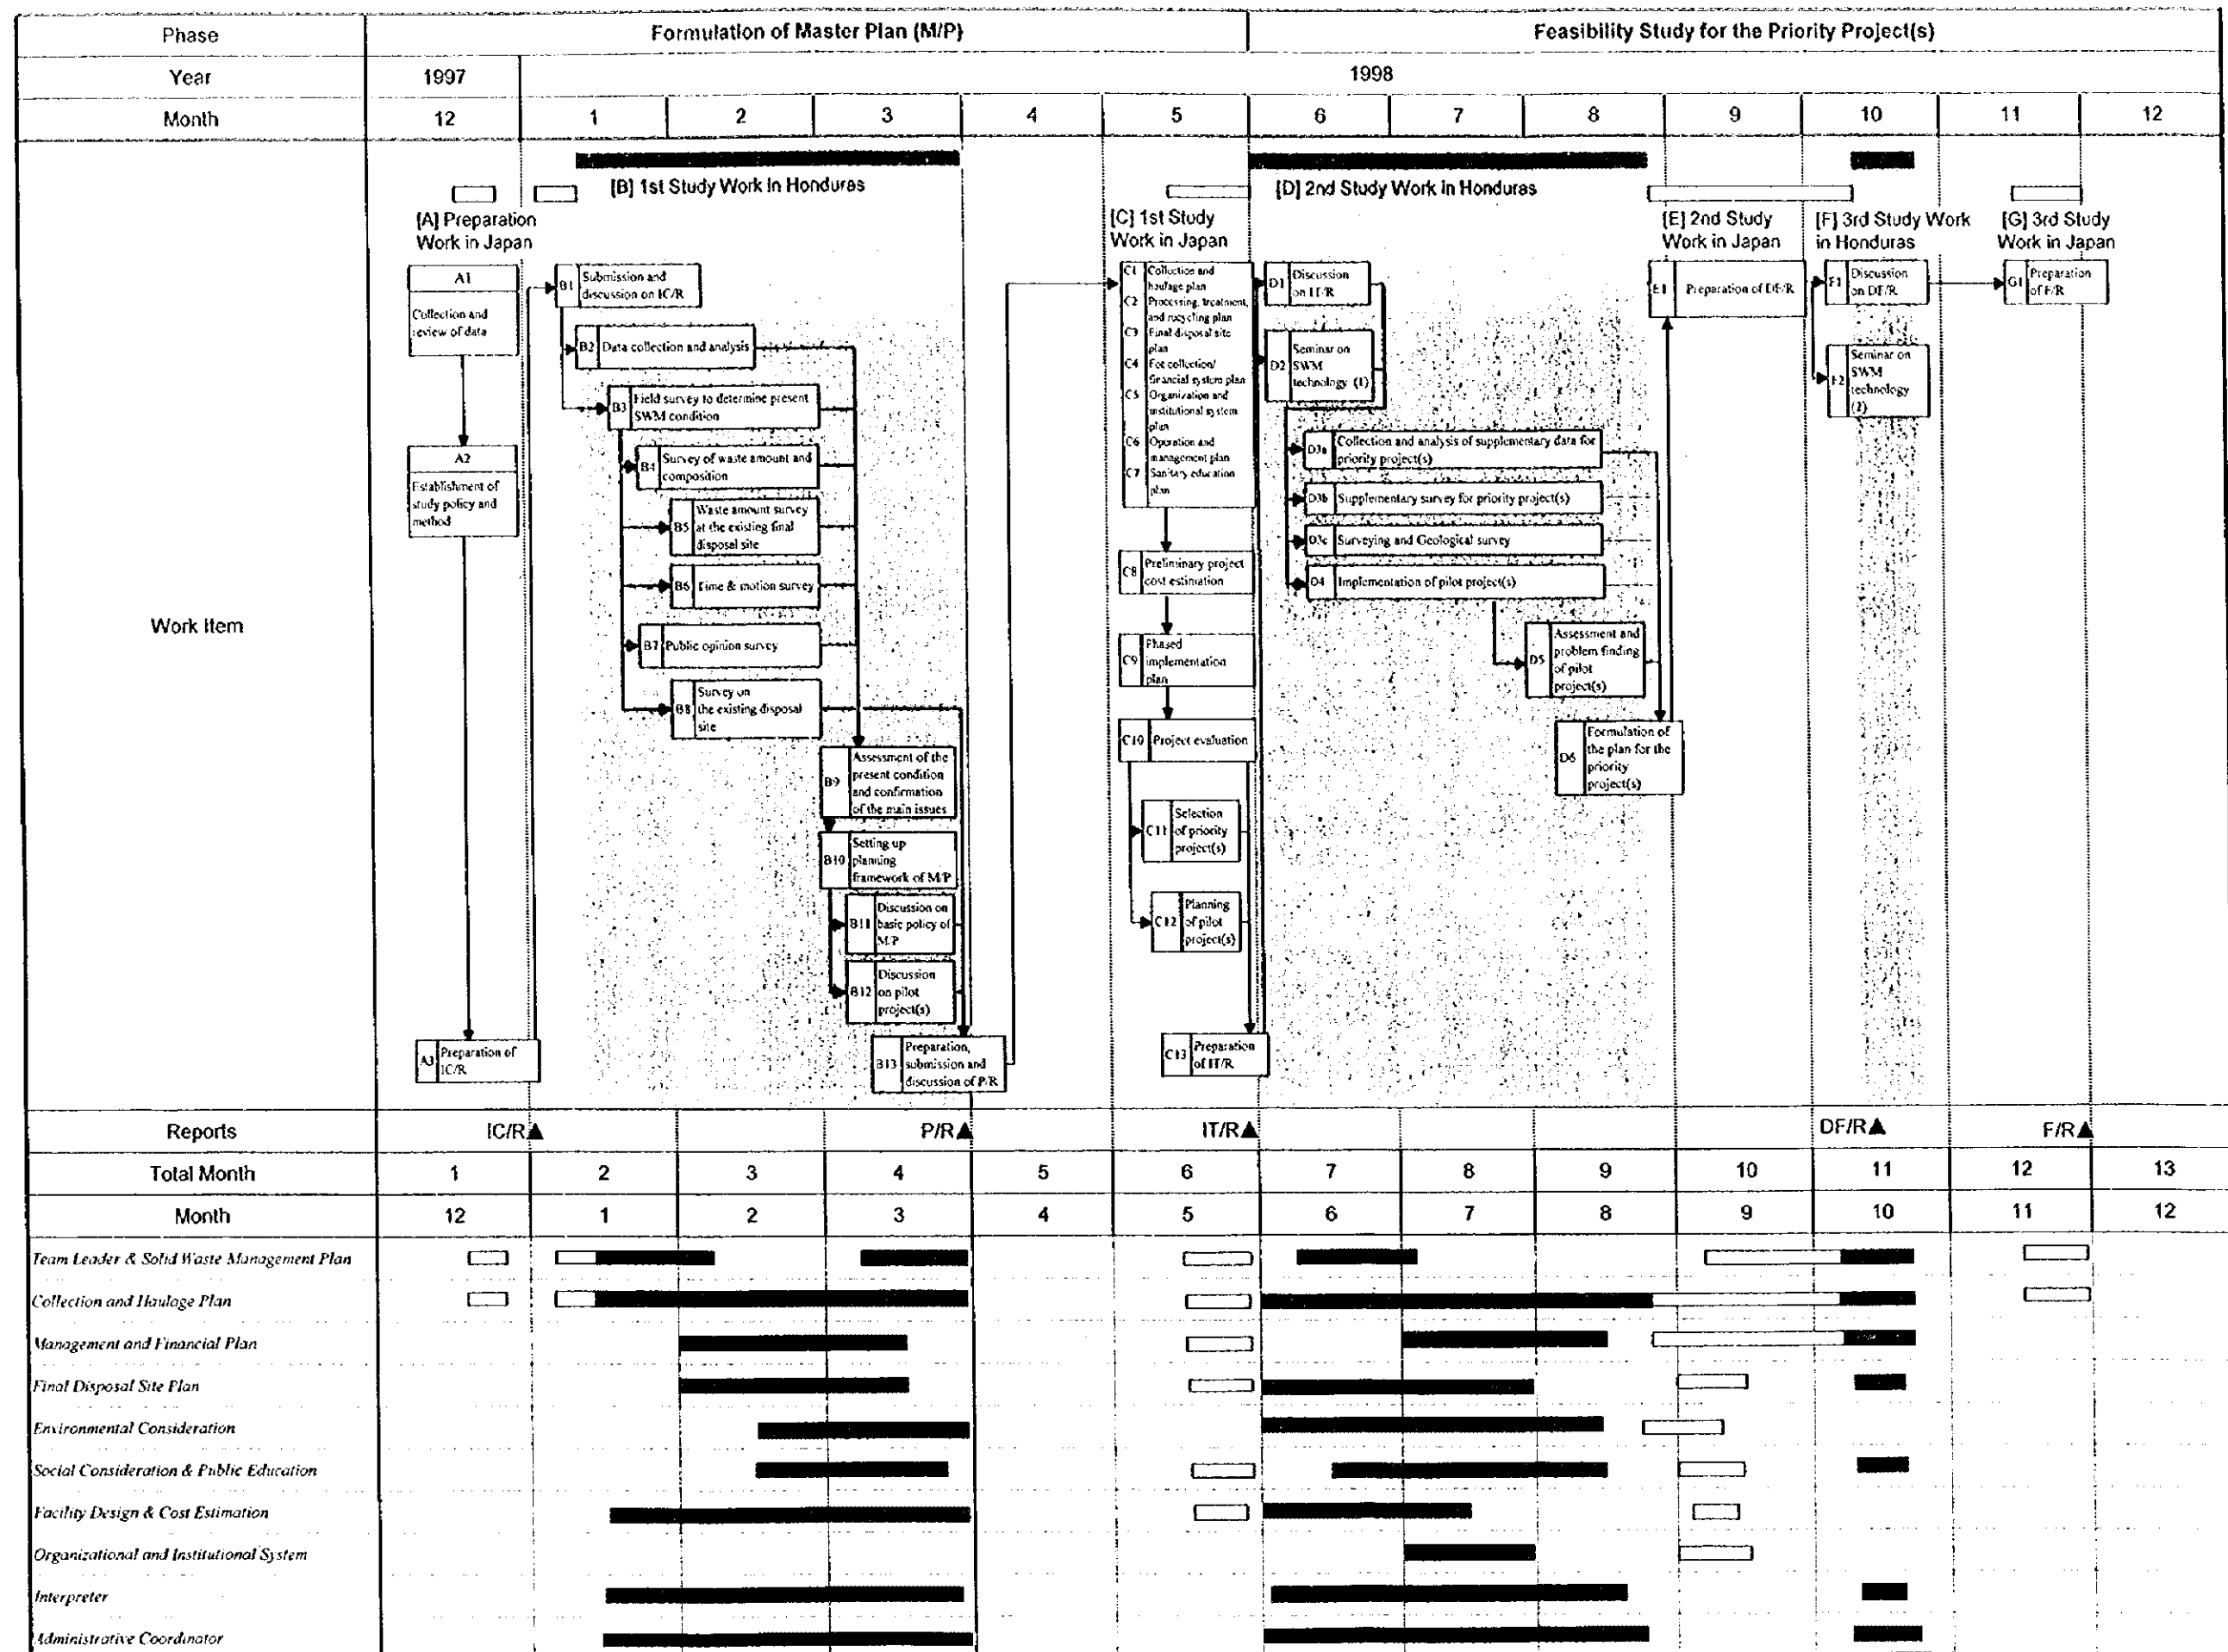 Phase Formulation of Master Plan (M/P) Feasibility Study for the Priority Project(s)
Year 1997 1998
Month 12 1 2 3 4 5 6 7 8 9 10 11 12
[B] 1st Study Work in Honduras
[D] 2nd Study Work in Honduras
[A] Preparation
Work in Japan
[C] 1st Study
Work in Japan
[E] 2nd Study
Work in Japan
[F] 3rd Study Work
in Honduras
[G] 3rd Study
Work in Japan
Work Item
A1
Collection and
review of data
A2
Establishment of
study policy and
method
A3 Preparation of
IC/R
B1 Submission and
discussion on IC/R
B2 Data collection and analysis
B3 Field survey to determine present
SWM condition
B4 Survey of waste amount and
composition
B5 Waste amount survey
at the existing final
disposal site
B6 Time & motion survey
B7 Public opinion survey
B8 Survey on
the existing disposal
site
B9 Assessment of the
present condition
and confirmation
of the main issues
B10 Setting up
planning
framework of M/P
B11 Discussion on
basic policy of
M/P
B12 Discussion
on pilot
project(s)
B13 Preparation,
submission and
discussion of P/R
C1 Collection and
haulage plan
C2 Processing, treatment,
and recycling plan
C3 Final disposal site
plan
C4 Fee collection/
financial system plan
C5 Organization and
institutional system
plan
C6 Operation and
management plan
C7 Sanitary education
plan
C8 Preliminary project
cost estimation
C9 Phased
implementation
plan
C10 Project evaluation
C11 Selection
of priority
project(s)
C12 Planning
of pilot
project(s)
C13 Preparation
of IT/R
D1 Discussion
on IT/R
D2 Seminar on
SWM
technology (1)
D3a Collection and analysis of supplementary data for
priority project(s)
D3b Supplementary survey for priority project(s)
D3c Surveying and Geological survey
D4 Implementation of pilot project(s)
D5 Assessment and
problem finding
of pilot
project(s)
D6 Formulation of
the plan for the
priority
project(s)
E1 Preparation of DF/R
F1 Discussion
on DF/R
F2 Seminar on
SWM
technology
(2)
G1 Preparation
of F/R
Reports IC/R▲ P/R▲ IT/R▲ DF/R▲ F/R▲
Total Month 1 2 3 4 5 6 7 8 9 10 11 12 13
Month 12 1 2 3 4 5 6 7 8 9 10 11 12
Team Leader & Solid Waste Management Plan
Collection and Haulage Plan
Management and Financial Plan
Final Disposal Site Plan
Environmental Consideration
Social Consideration & Public Education
Facility Design & Cost Estimation
Organizational and Institutional System
Interpreter
Administrative Coordinator